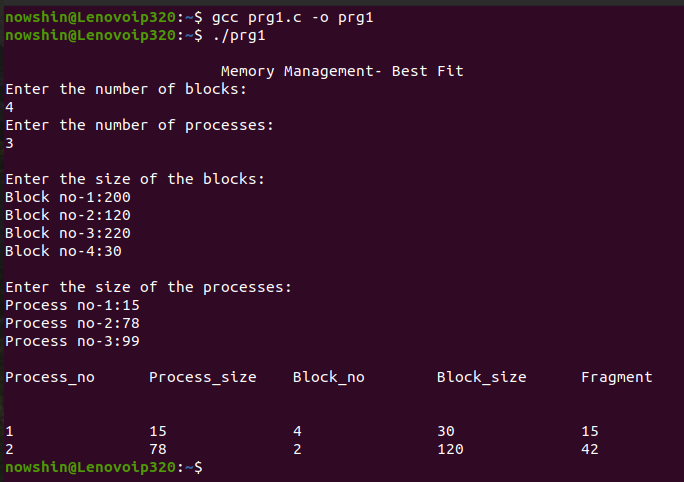 nowshin@Lenovoip320:~$ gcc prg1.c -o prg1
nowshin@Lenovoip320:~$ ./prg1
Memory Management- Best Fit
Enter the number of blocks:
4
Enter the number of processes:
3
Enter the size of the blocks:
Block no-1:200
Block no-2:120
Block no-3:220
Block no-4:30
Enter the size of the processes:
Process no-1:15
Process no-2:78
Process no-3:99
Process_no Process_size Block_no Block_size Fragment
1 15 4 30 15
2 78 2 120 42
nowshin@Lenovoip320:~$